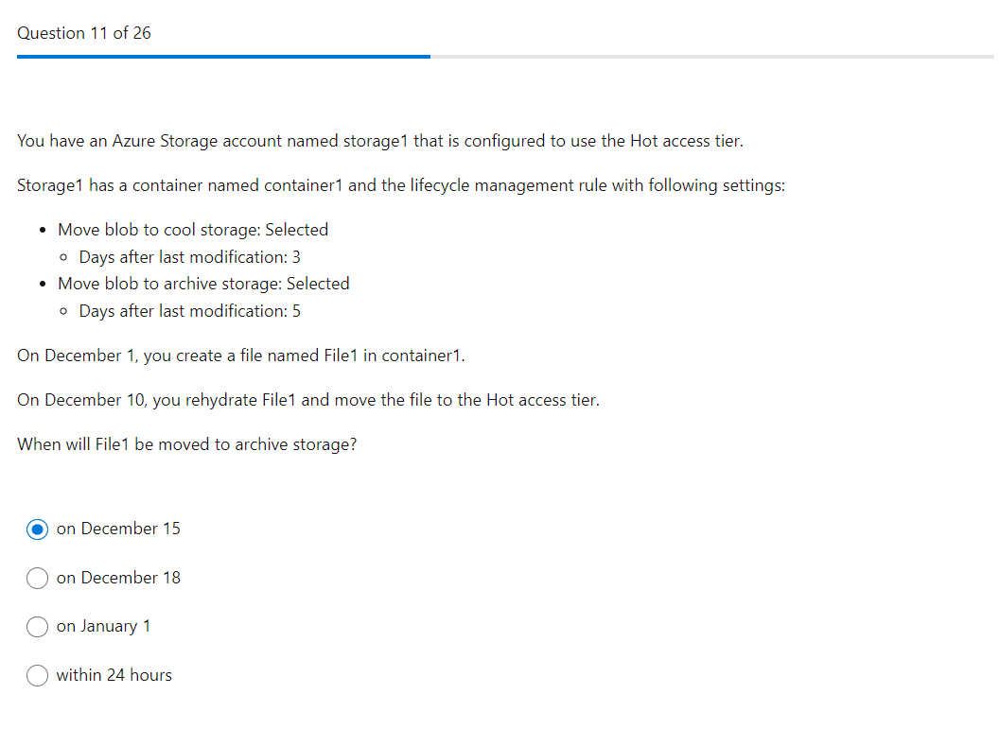 Question 11 of 26
You have an Azure Storage account named storage1 that is configured to use the Hot access tier.
Storage1 has a container named container1 and the lifecycle management rule with following settings:
• Move blob to cool storage: Selected
◦ Days after last modification: 3
• Move blob to archive storage: Selected
◦ Days after last modification: 5
On December 1, you create a file named File1 in container1.
On December 10, you rehydrate File1 and move the file to the Hot access tier.
When will File1 be moved to archive storage?
on December 15
on December 18
on January 1
within 24 hours